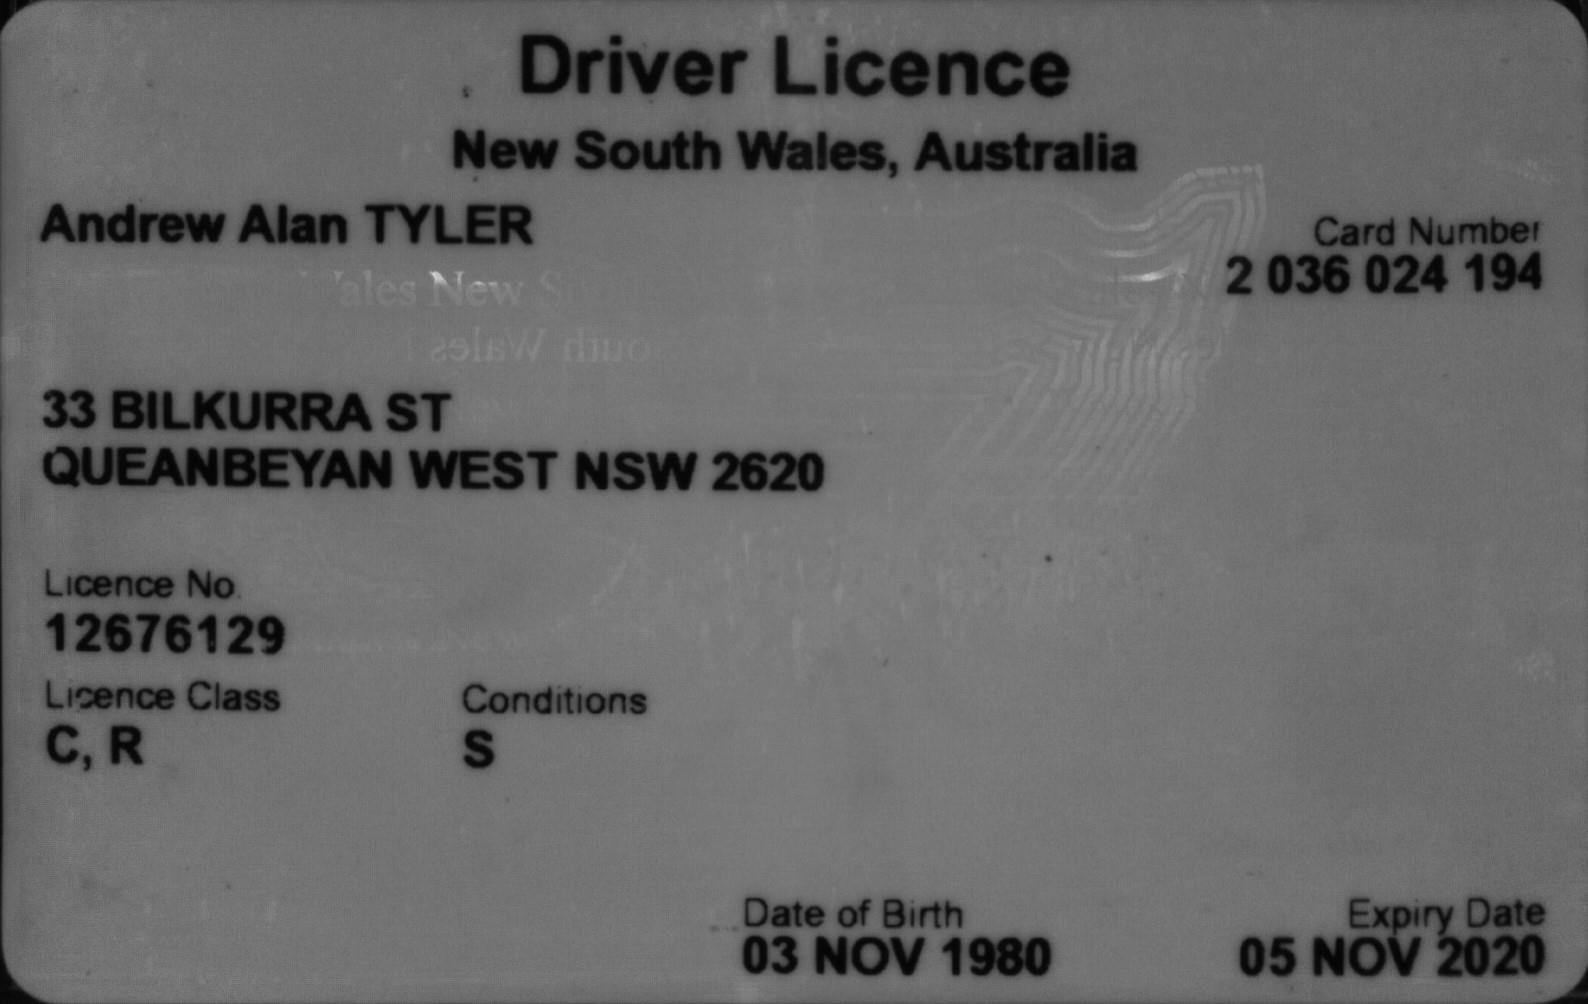 Driver Licence
New South Wales, Australia
Andrew Alan TYLER
Card Number
2 036 024 194
ales New So
outh Wales
33 BILKURRA ST
QUEANBEYAN WEST NSW 2620
Licence No.
12676129
Licence Class
Conditions
C, R
S
Date of Birth
Expiry Date
03 NOV 1980
05 NOV 2020